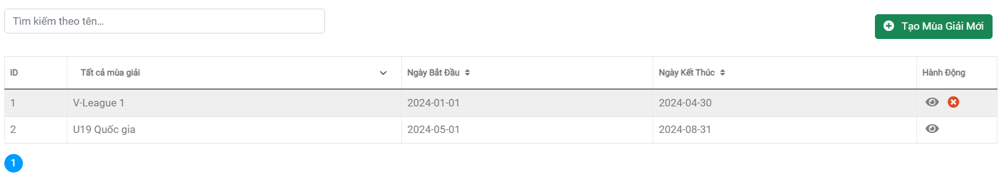 Tìm kiếm theo tên...
Tạo Mùa Giải Mới
ID Tất cả mùa giải Ngày Bắt Đầu Ngày Kết Thúc Hành Động
1 V-League 1 2024-01-01 2024-04-30
2 U19 Quốc gia 2024-05-01 2024-08-31
1